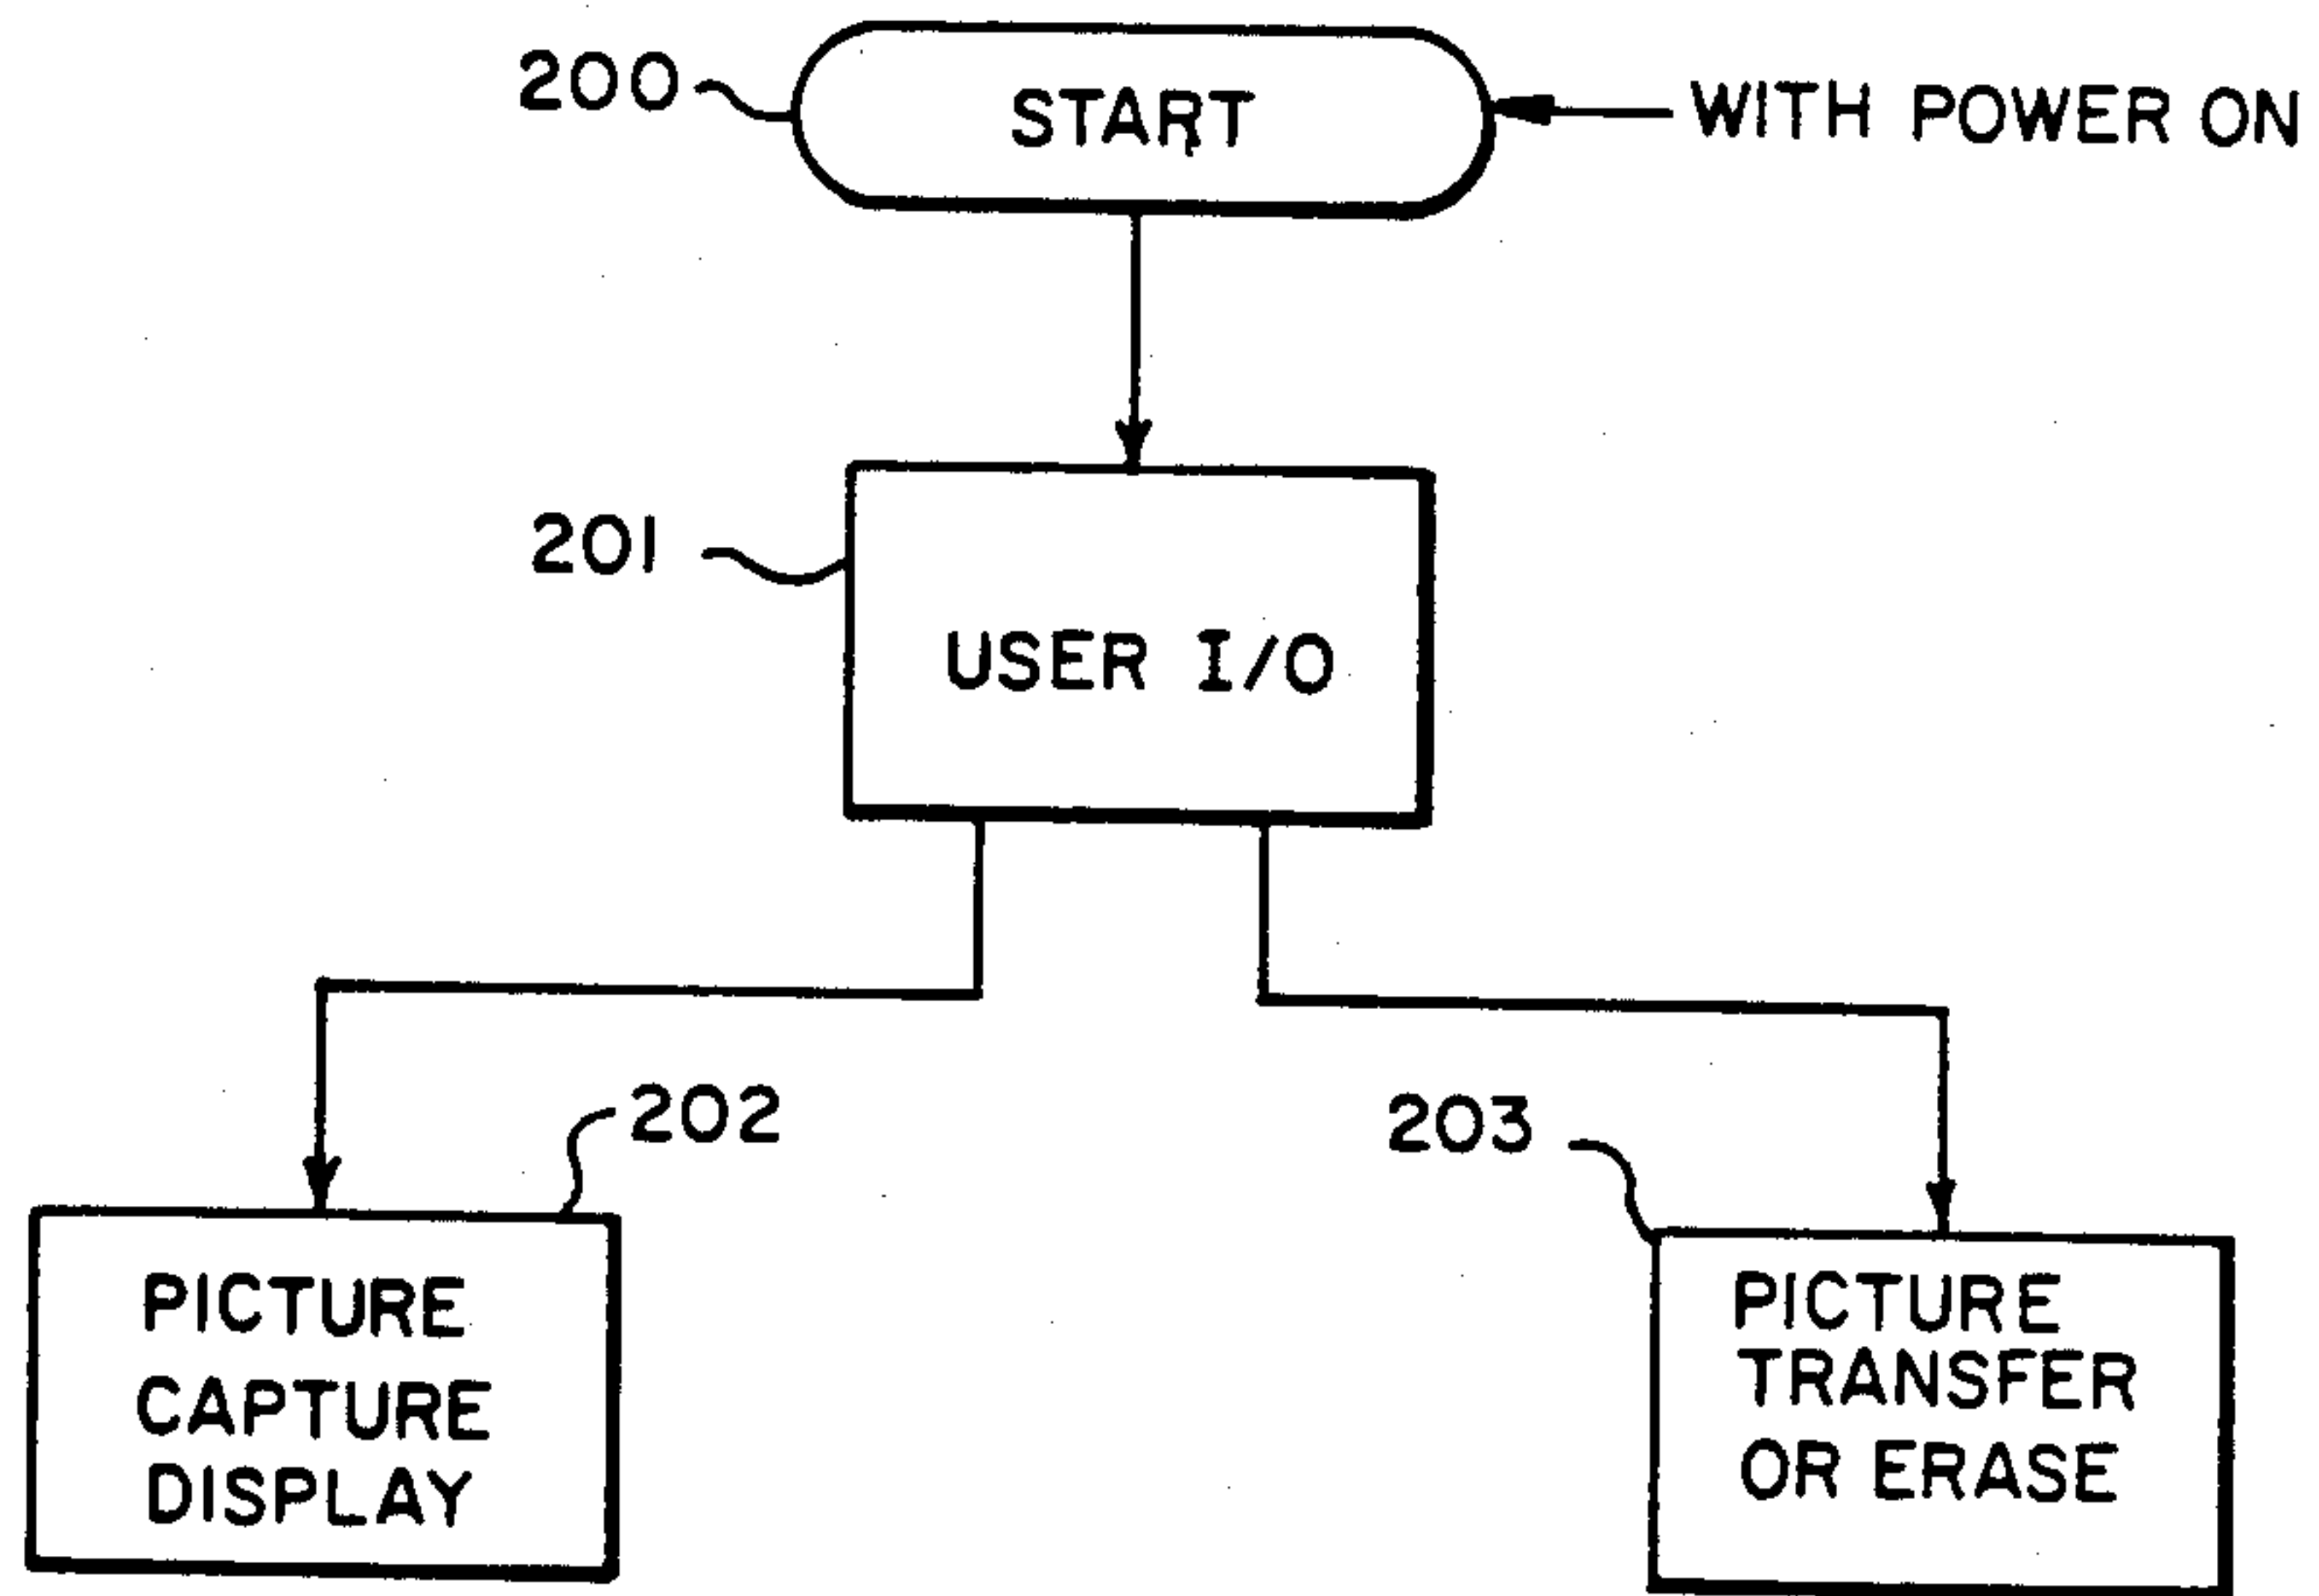 200
START
WITH POWER ON
201
USER I/O
202
203
PICTURE
CAPTURE
DISPLAY
PICTURE
TRANSFER
OR ERASE